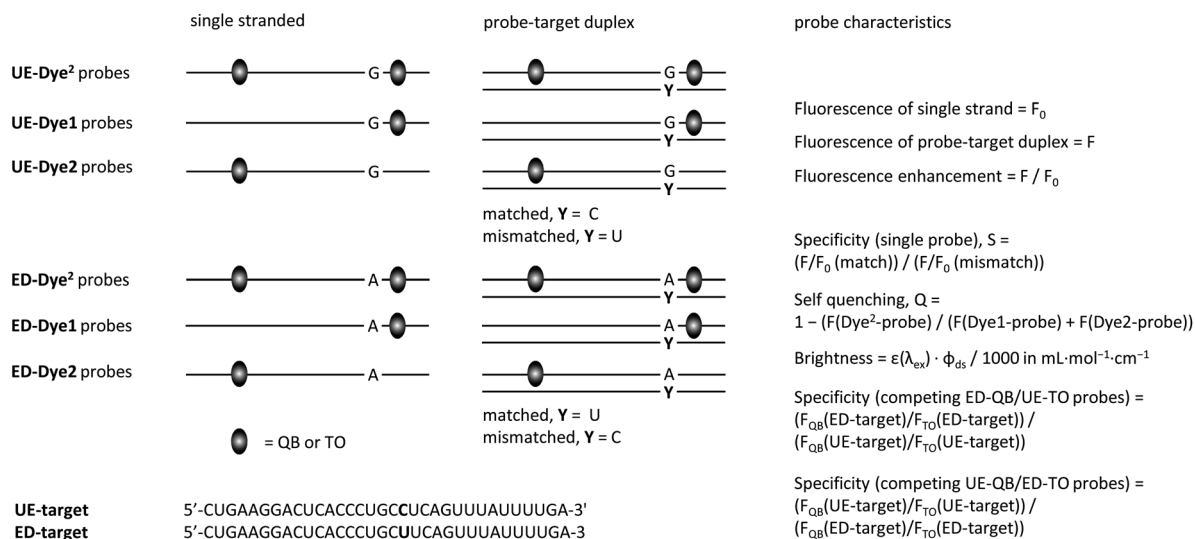 single stranded
probe-target duplex
probe characteristics
UE-Dye² probes
G
G
Y
UE-Dye1 probes
G
G
Y
UE-Dye2 probes
G
G
Y
matched, Y = C
mismatched, Y = U
ED-Dye² probes
A
A
Y
ED-Dye1 probes
A
A
Y
ED-Dye2 probes
A
A
Y
matched, Y = U
mismatched, Y = C
= QB or TO
Fluorescence of single strand = F₀
Fluorescence of probe-target duplex = F
Fluorescence enhancement = F / F₀
Specificity (single probe), S =
(F/F₀ (match)) / (F/F₀ (mismatch))
Self quenching, Q =
1 − (F(Dye²-probe) / (F(Dye1-probe) + F(Dye2-probe))
Brightness = ε(λₑₓ) · ϕds / 1000 in mL·mol⁻¹·cm⁻¹
Specificity (competing ED-QB/UE-TO probes) =
(FQB(ED-target)/FTO(ED-target)) /
(FQB(UE-target)/FTO(UE-target))
Specificity (competing UE-QB/ED-TO probes) =
(FQB(UE-target)/FTO(UE-target)) /
(FQB(ED-target)/FTO(ED-target))
UE-target 5’-CUGAAGGACUCACCCUGCCUCAGUUUAUUUUGA-3'
ED-target 5’-CUGAAGGACUCACCCUGCUUCAGUUUAUUUUGA-3